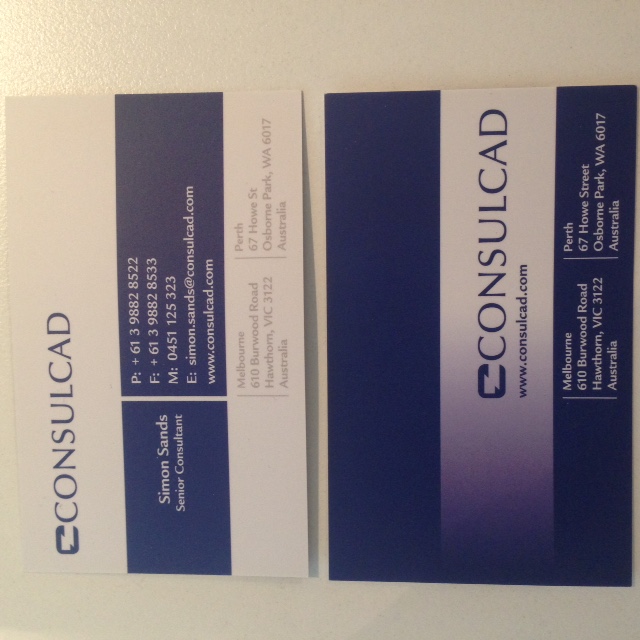 CONSULCAD
Simon Sands
Senior Consultant
P: + 61 3 9882 8522
F: + 61 3 9882 8533
M: 0451 125 323
E: simon.sands@consulcad.com
www.consulcad.com
Melbourne
610 Burwood Road
Hawthorn, VIC 3122
Australia
Perth
67 Howe St
Osborne Park, WA 6017
Australia
CONSULCAD
www.consulcad.com
Melbourne
610 Burwood Road
Hawthorn, VIC 3122
Australia
Perth
67 Howe Street
Osborne Park, WA 6017
Australia